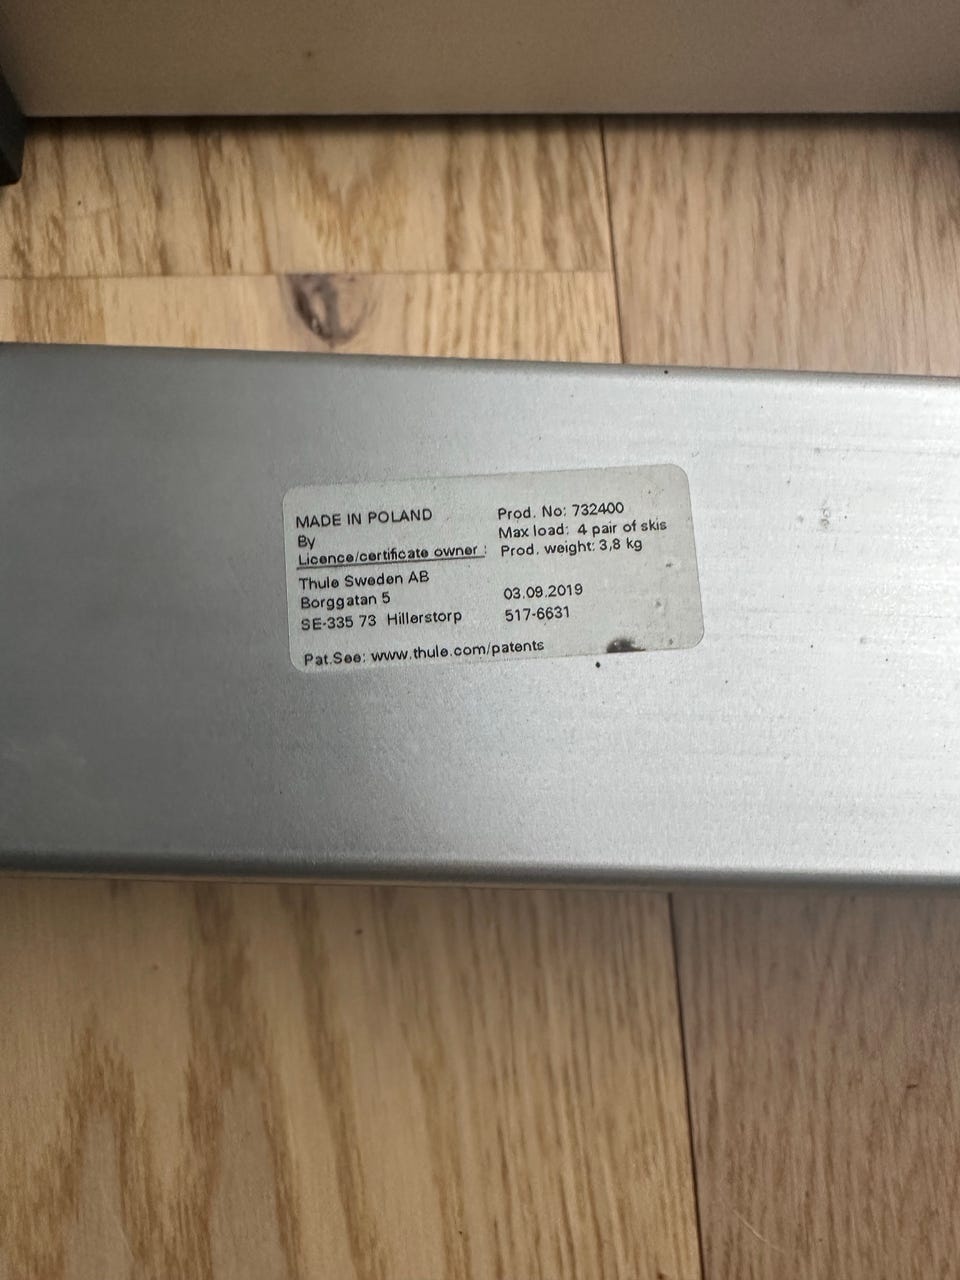 MADE IN POLAND
By
Licence/certificate owner :
Thule Sweden AB
Borggatan 5
SE-335 73 Hillerstorp
Pat.See: www.thule.com/patents
Prod. No: 732400
Max load: 4 pair of skis
Prod. weight: 3,8 kg
03.09.2019
517-6631